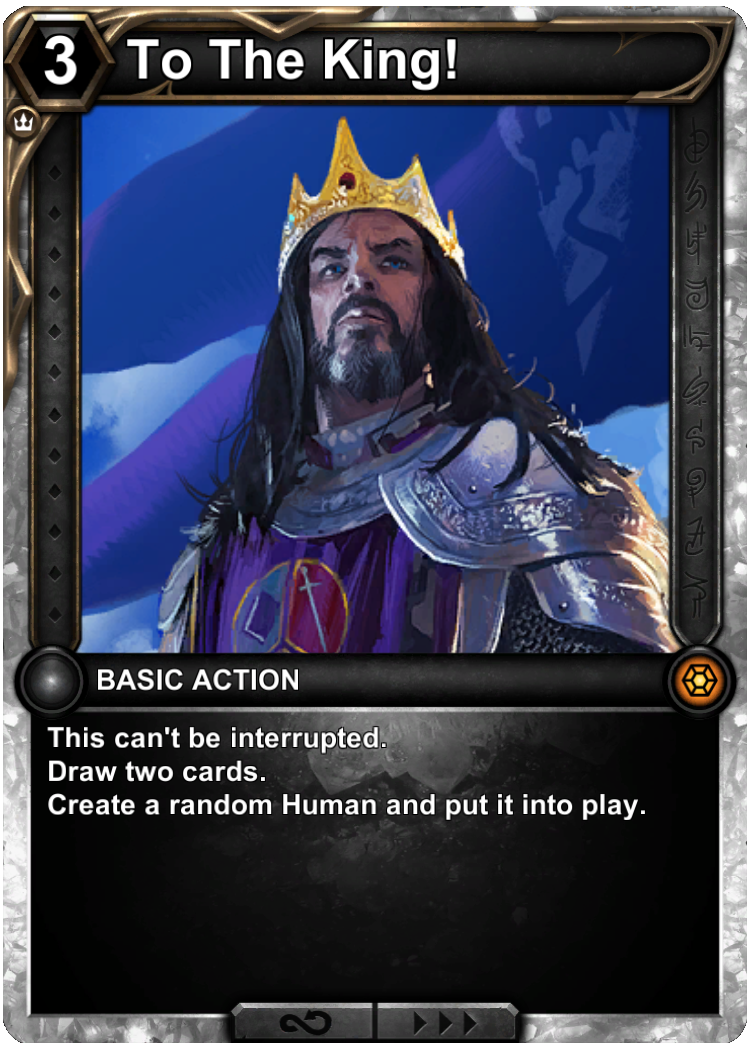 3
To The King!
BASIC ACTION
This can't be interrupted.
Draw two cards.
Create a random Human and put it into play.